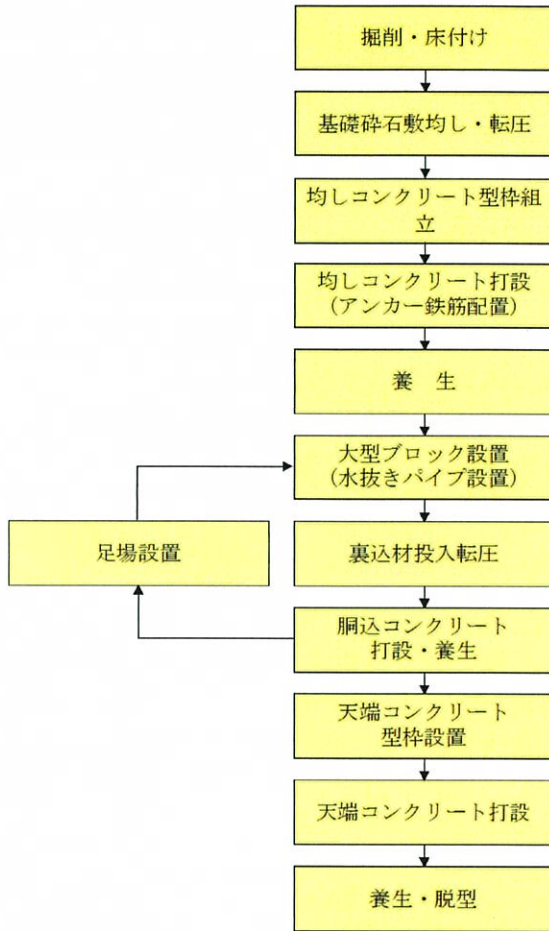 掘削・床付け
基礎砕石敷均し・転圧
均しコンクリート型枠組
立
均しコンクリート打設
（アンカー鉄筋配置）
養　生
大型ブロック設置
（水抜きパイプ設置）
足場設置
裏込材投入転圧
胴込コンクリート
打設・養生
天端コンクリート
型枠設置
天端コンクリート打設
養生・脱型